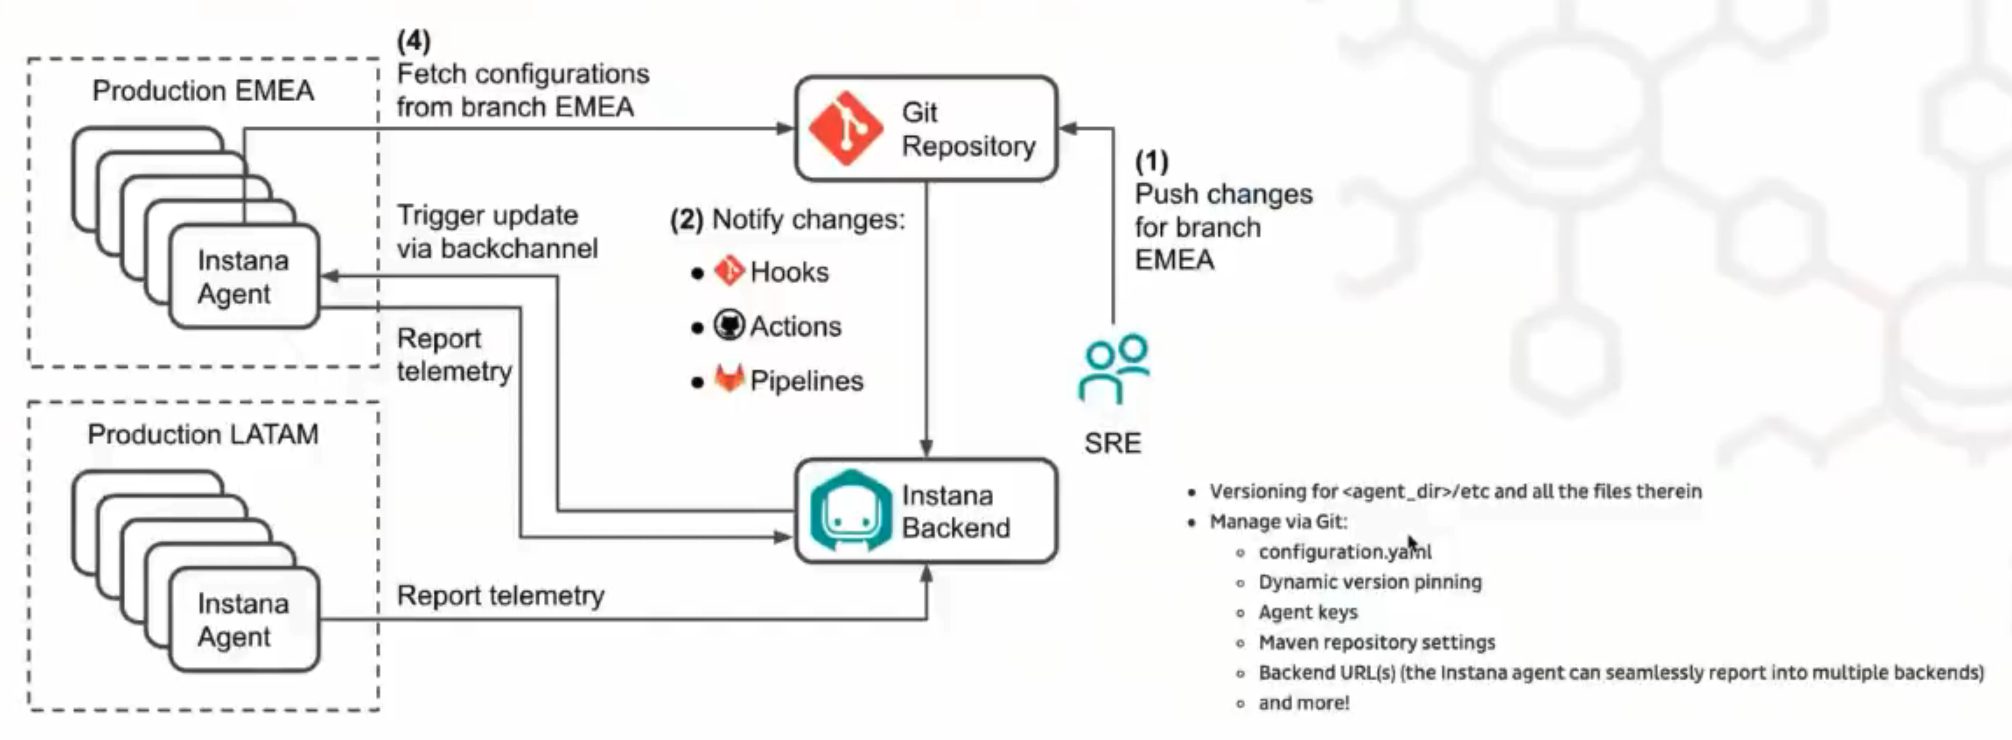 (4)
Fetch configurations
from branch EMEA
Production EMEA
Instana
Agent
Trigger update
via backchannel
Report
telemetry
Git
Repository
(2) Notify changes:
• Hooks
• Actions
• Pipelines
(1)
Push changes
for branch
EMEA
SRE
Production LATAM
Instana
Agent
Report telemetry
Instana
Backend
• Versioning for <agent_dir>/etc and all the files therein
• Manage via Git:
◦ configuration.yaml
◦ Dynamic version pinning
◦ Agent keys
◦ Maven repository settings
◦ Backend URL(s) (the Instana agent can seamlessly report into multiple backends)
◦ and more!